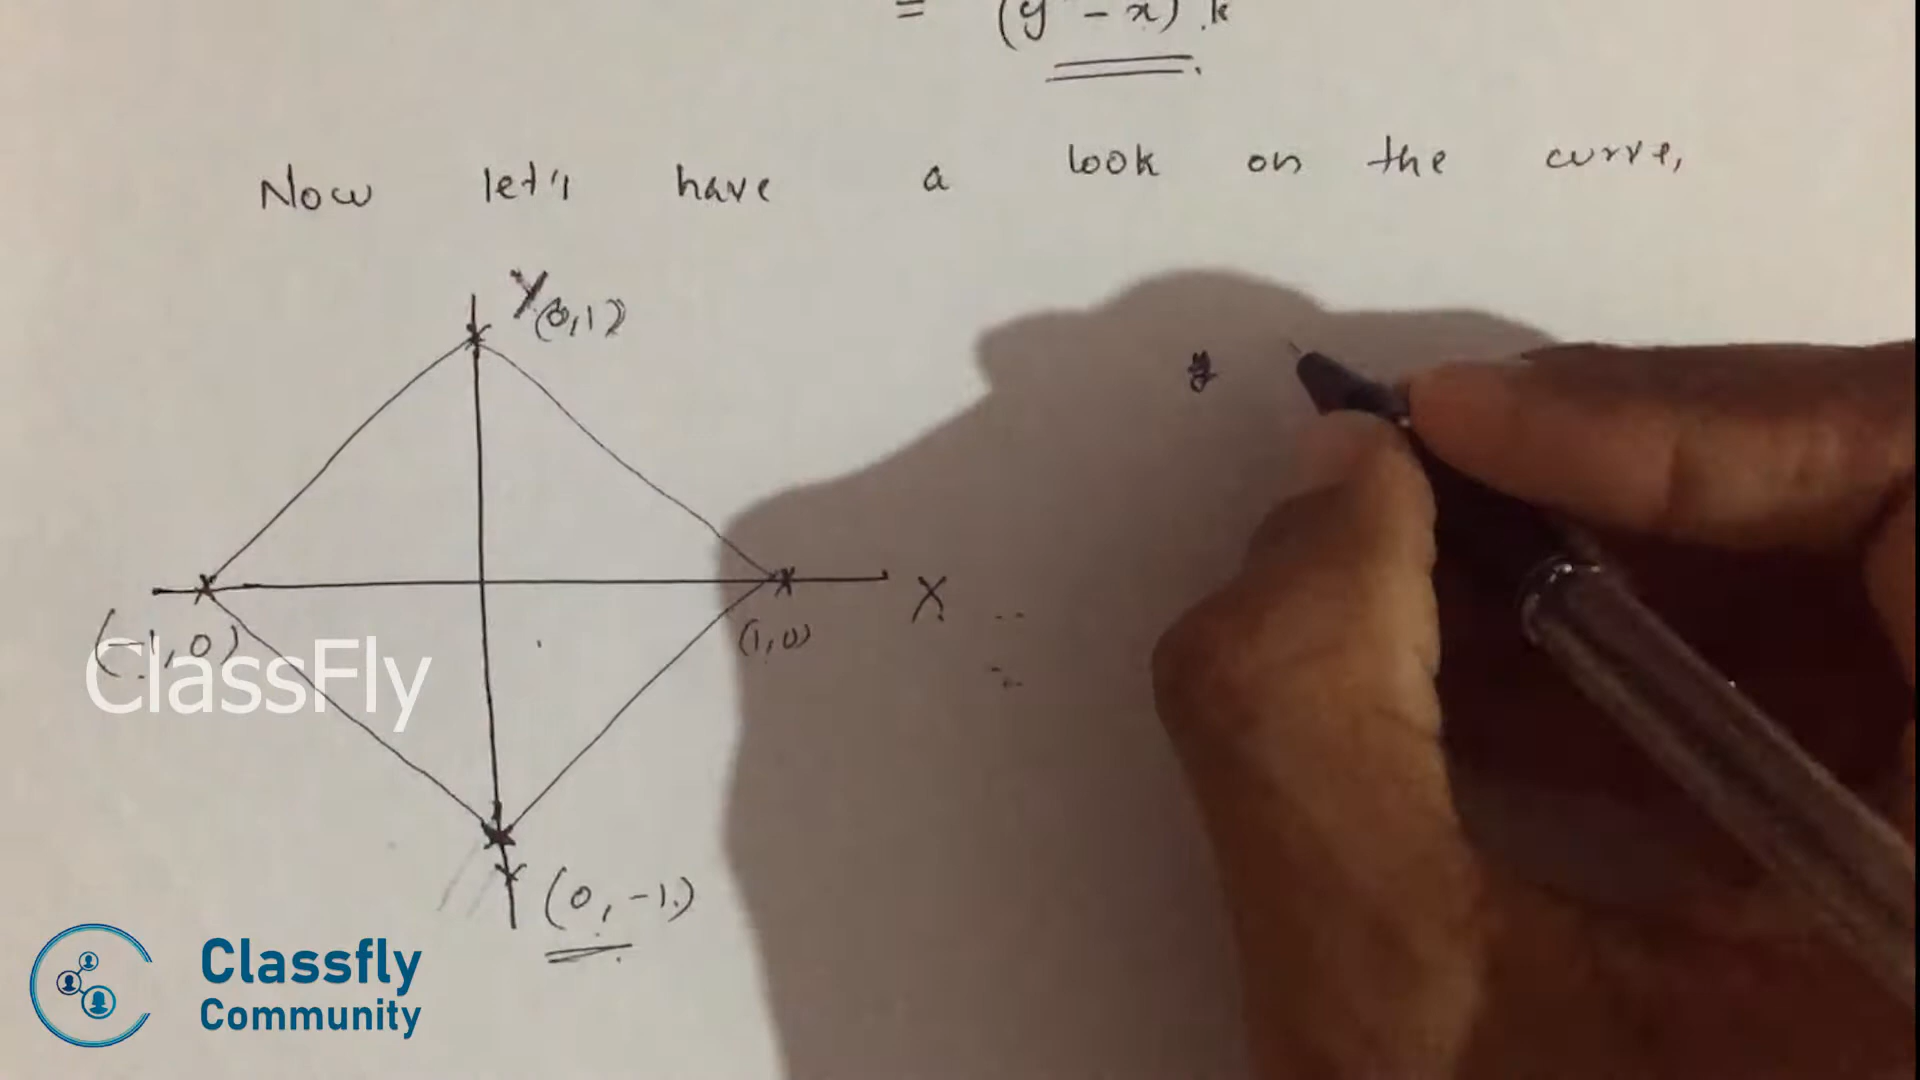 = (y - x) k
Now let's have a look on the curve,
Y
(0,1)
y
X
(-1,0)
(1,0)
ClassFly
(0,-1)
Classfly
Community